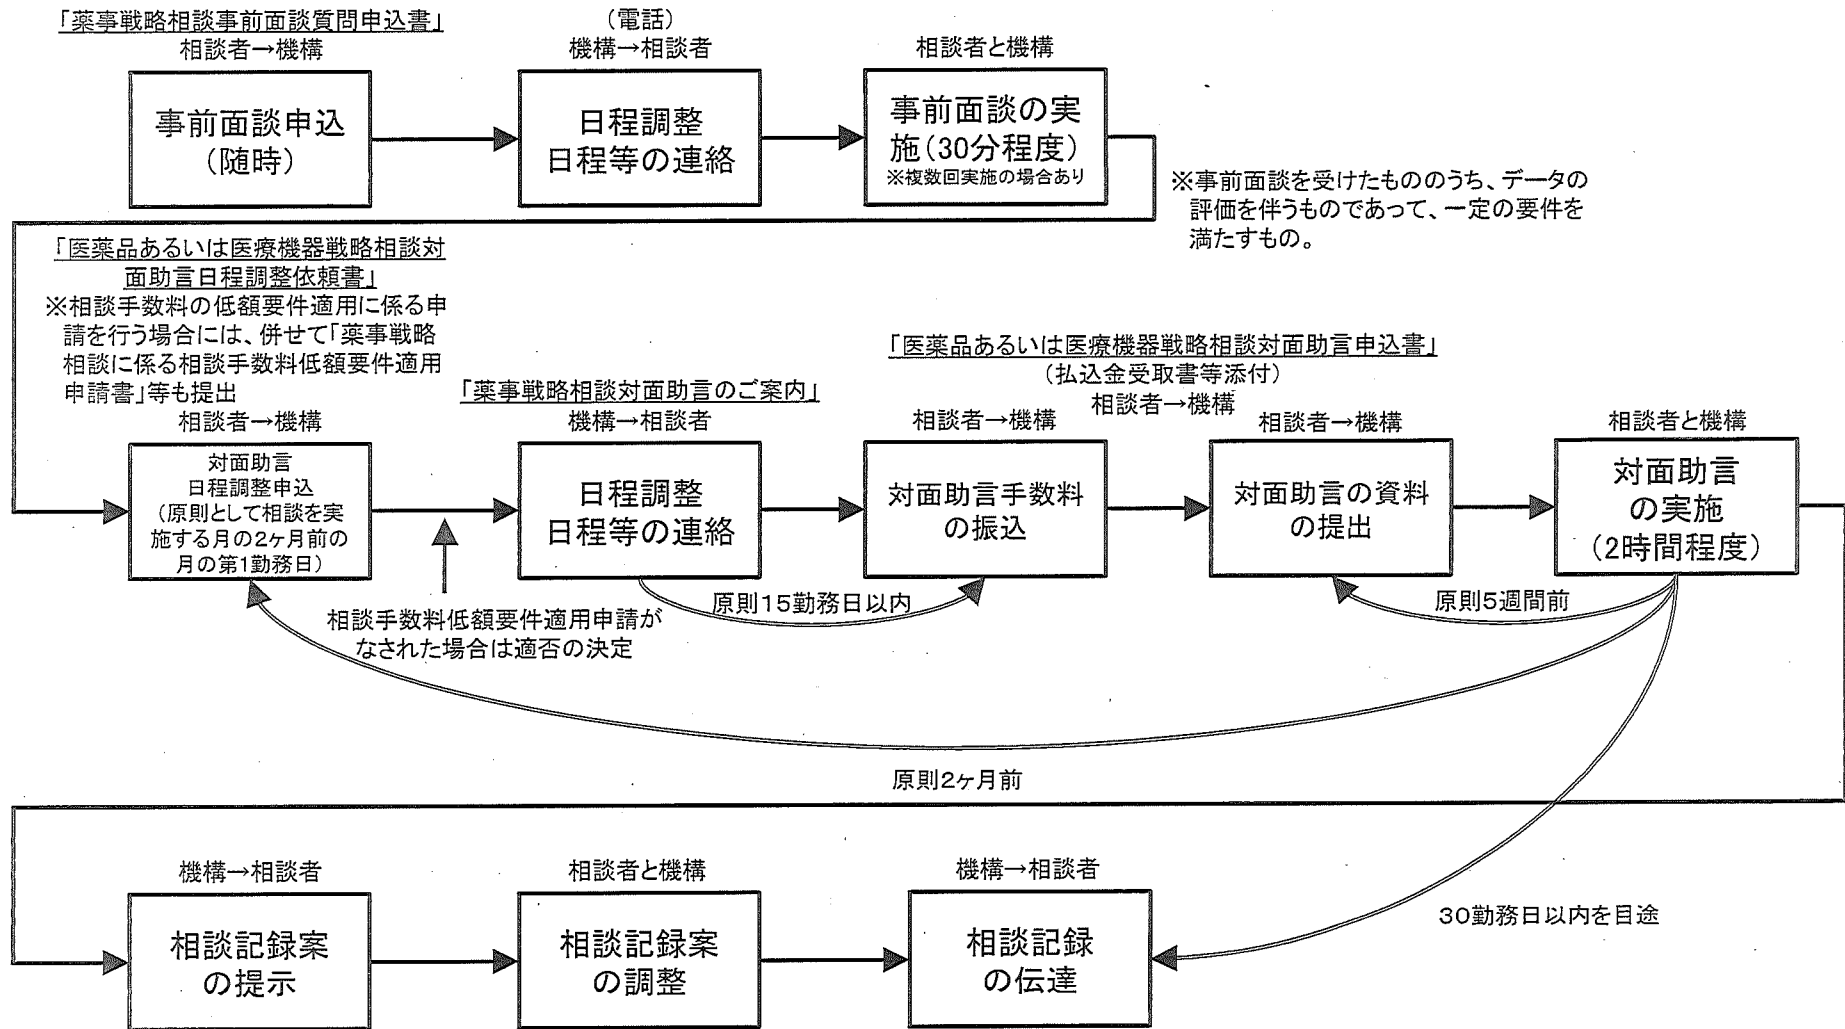 「薬事戦略相談事前面談質問申込書」
相談者→機構
事前面談申込
（随時）
（電話）
機構→相談者
日程調整
日程等の連絡
相談者と機構
事前面談の実
施（30分程度）
※複数回実施の場合あり
※事前面談を受けたもののうち、データの
評価を伴うものであって、一定の要件を
満たすもの。
「医薬品あるいは医療機器戦略相談対
面助言日程調整依頼書」
※相談手数料の低額要件適用に係る申
請を行う場合には、併せて「薬事戦略
相談に係る相談手数料低額要件適用
申請書」等も提出
相談者→機構
対面助言
日程調整申込
（原則として相談を実
施する月の2ヶ月前の
月の第1勤務日）
相談手数料低額要件適用申請が
なされた場合は適否の決定
「薬事戦略相談対面助言のご案内」
機構→相談者
日程調整
日程等の連絡
原則15勤務日以内
「医薬品あるいは医療機器戦略相談対面助言申込書」
（払込金受取書等添付）
相談者→機構
相談者→機構
対面助言手数料
の振込
相談者→機構
対面助言の資料
の提出
原則5週間前
相談者と機構
対面助言
の実施
（2時間程度）
原則2ヶ月前
30勤務日以内を目途
機構→相談者
相談記録案
の提示
相談者と機構
相談記録案
の調整
機構→相談者
相談記録
の伝達